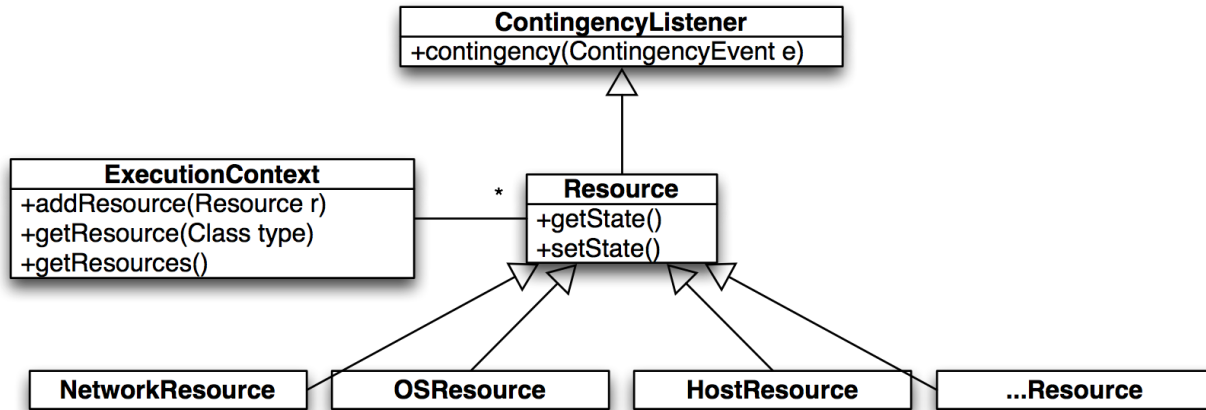 ContingencyListener
+contingency(ContingencyEvent e)
ExecutionContext
+addResource(Resource r)
+getResource(Class type)
+getResources()
*
Resource
+getState()
+setState()
NetworkResource
OSResource
HostResource
...Resource